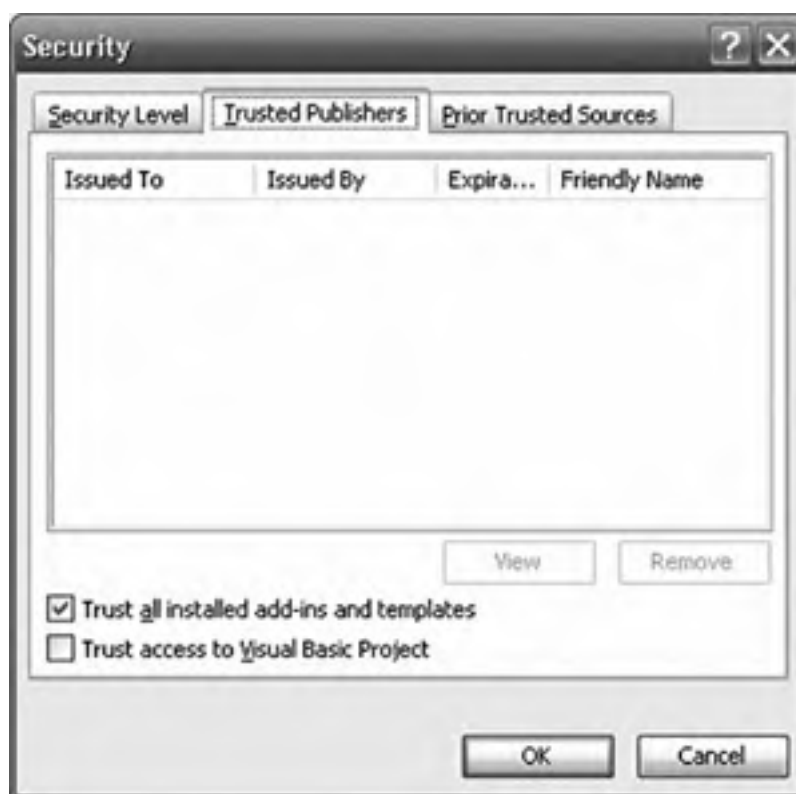 Security
Security Level Trusted Publishers Prior Trusted Sources
Issued To Issued By Expira... Friendly Name
View Remove
Trust all installed add-ins and templates
Trust access to Visual Basic Project
OK Cancel